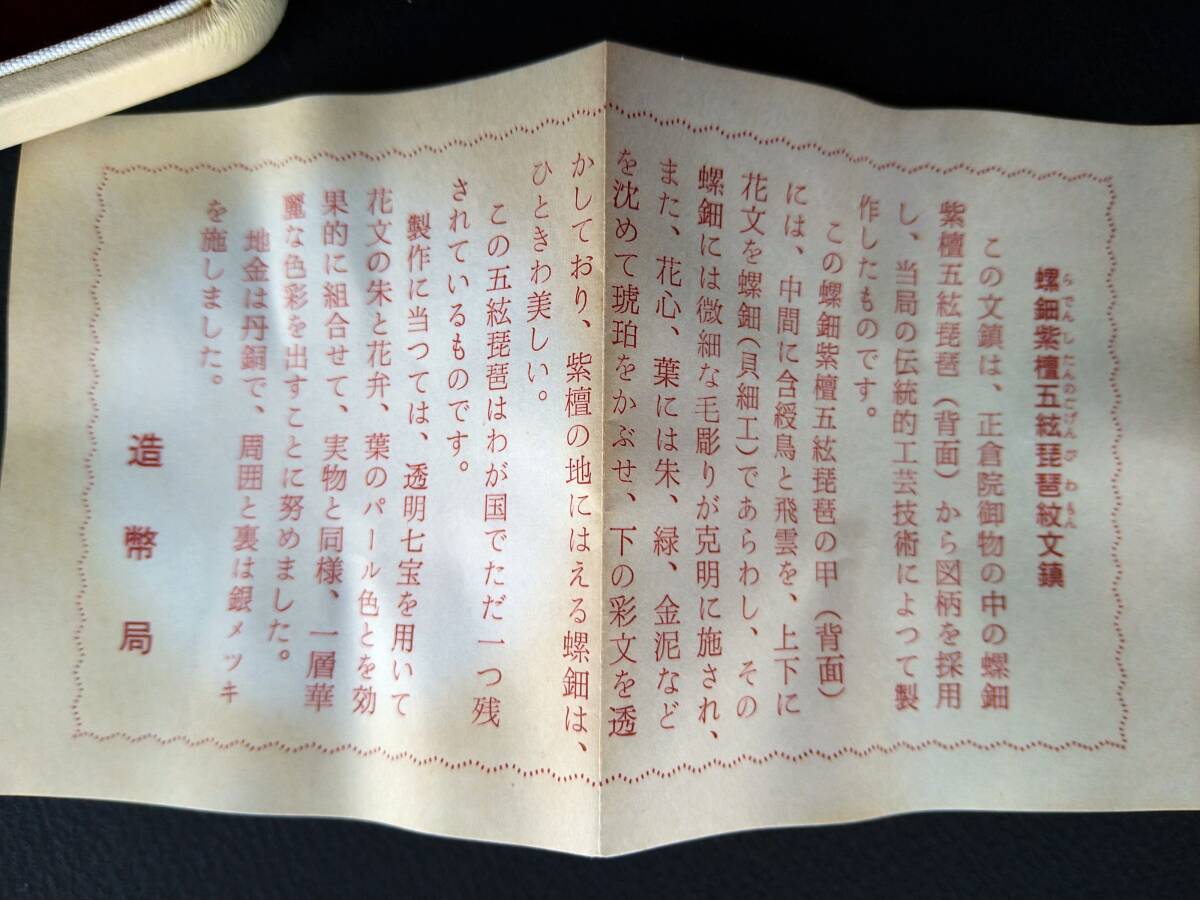 螺鈿紫檀五絃琵琶紋文鎮
この文鎮は、正倉院御物の中の螺鈿
紫檀五絃琵琶(背面)から図柄を採用
し、当局の伝統的工芸技術によつて製
作したものです。
この螺鈿紫檀五絃琵琶の甲(背面)
には、中間に含綬鳥と飛雲を、上下に
花文を螺鈿(貝細工)であらわし、その
螺鈿には微細な毛彫りが克明に施され、
また、花心、葉には朱、緑、金泥など
を沈めて琥珀をかぶせ、下の彩文を透
かしており、紫檀の地にはえる螺鈿は、
ひときわ美しい。
この五絃琵琶はわが国でただ一つ残
されているものです。
製作に当つては、透明七宝を用いて
花文の朱と花弁、葉のパール色とを効
果的に組合せて、実物と同様、一層華
麗な色彩を出すことに努めました。
地金は丹銅で、周囲と裏は銀メツキ
を施しました。
造幣局